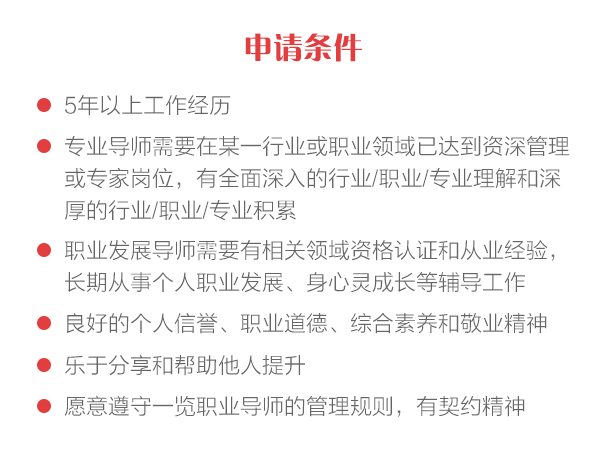 申请条件
5年以上工作经历
专业导师需要在某一行业或职业领域已达到资深管理
或专家岗位，有全面深入的行业/职业/专业理解和深
厚的行业/职业/专业积累
职业发展导师需要有相关领域资格认证和从业经验，
长期从事个人职业发展、身心灵成长等辅导工作
良好的个人信誉、职业道德、综合素养和敬业精神
乐于分享和帮助他人提升
愿意遵守一览职业导师的管理规则，有契约精神